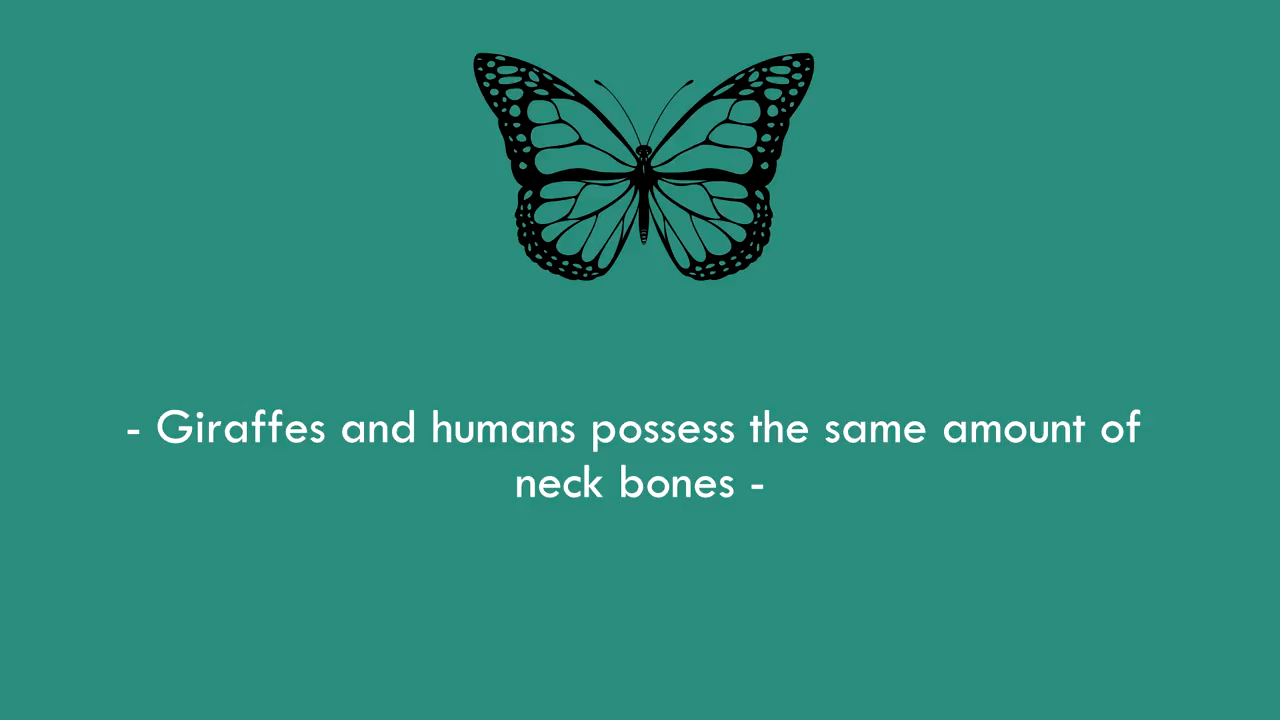 - Giraffes and humans possess the same amount of
neck bones -